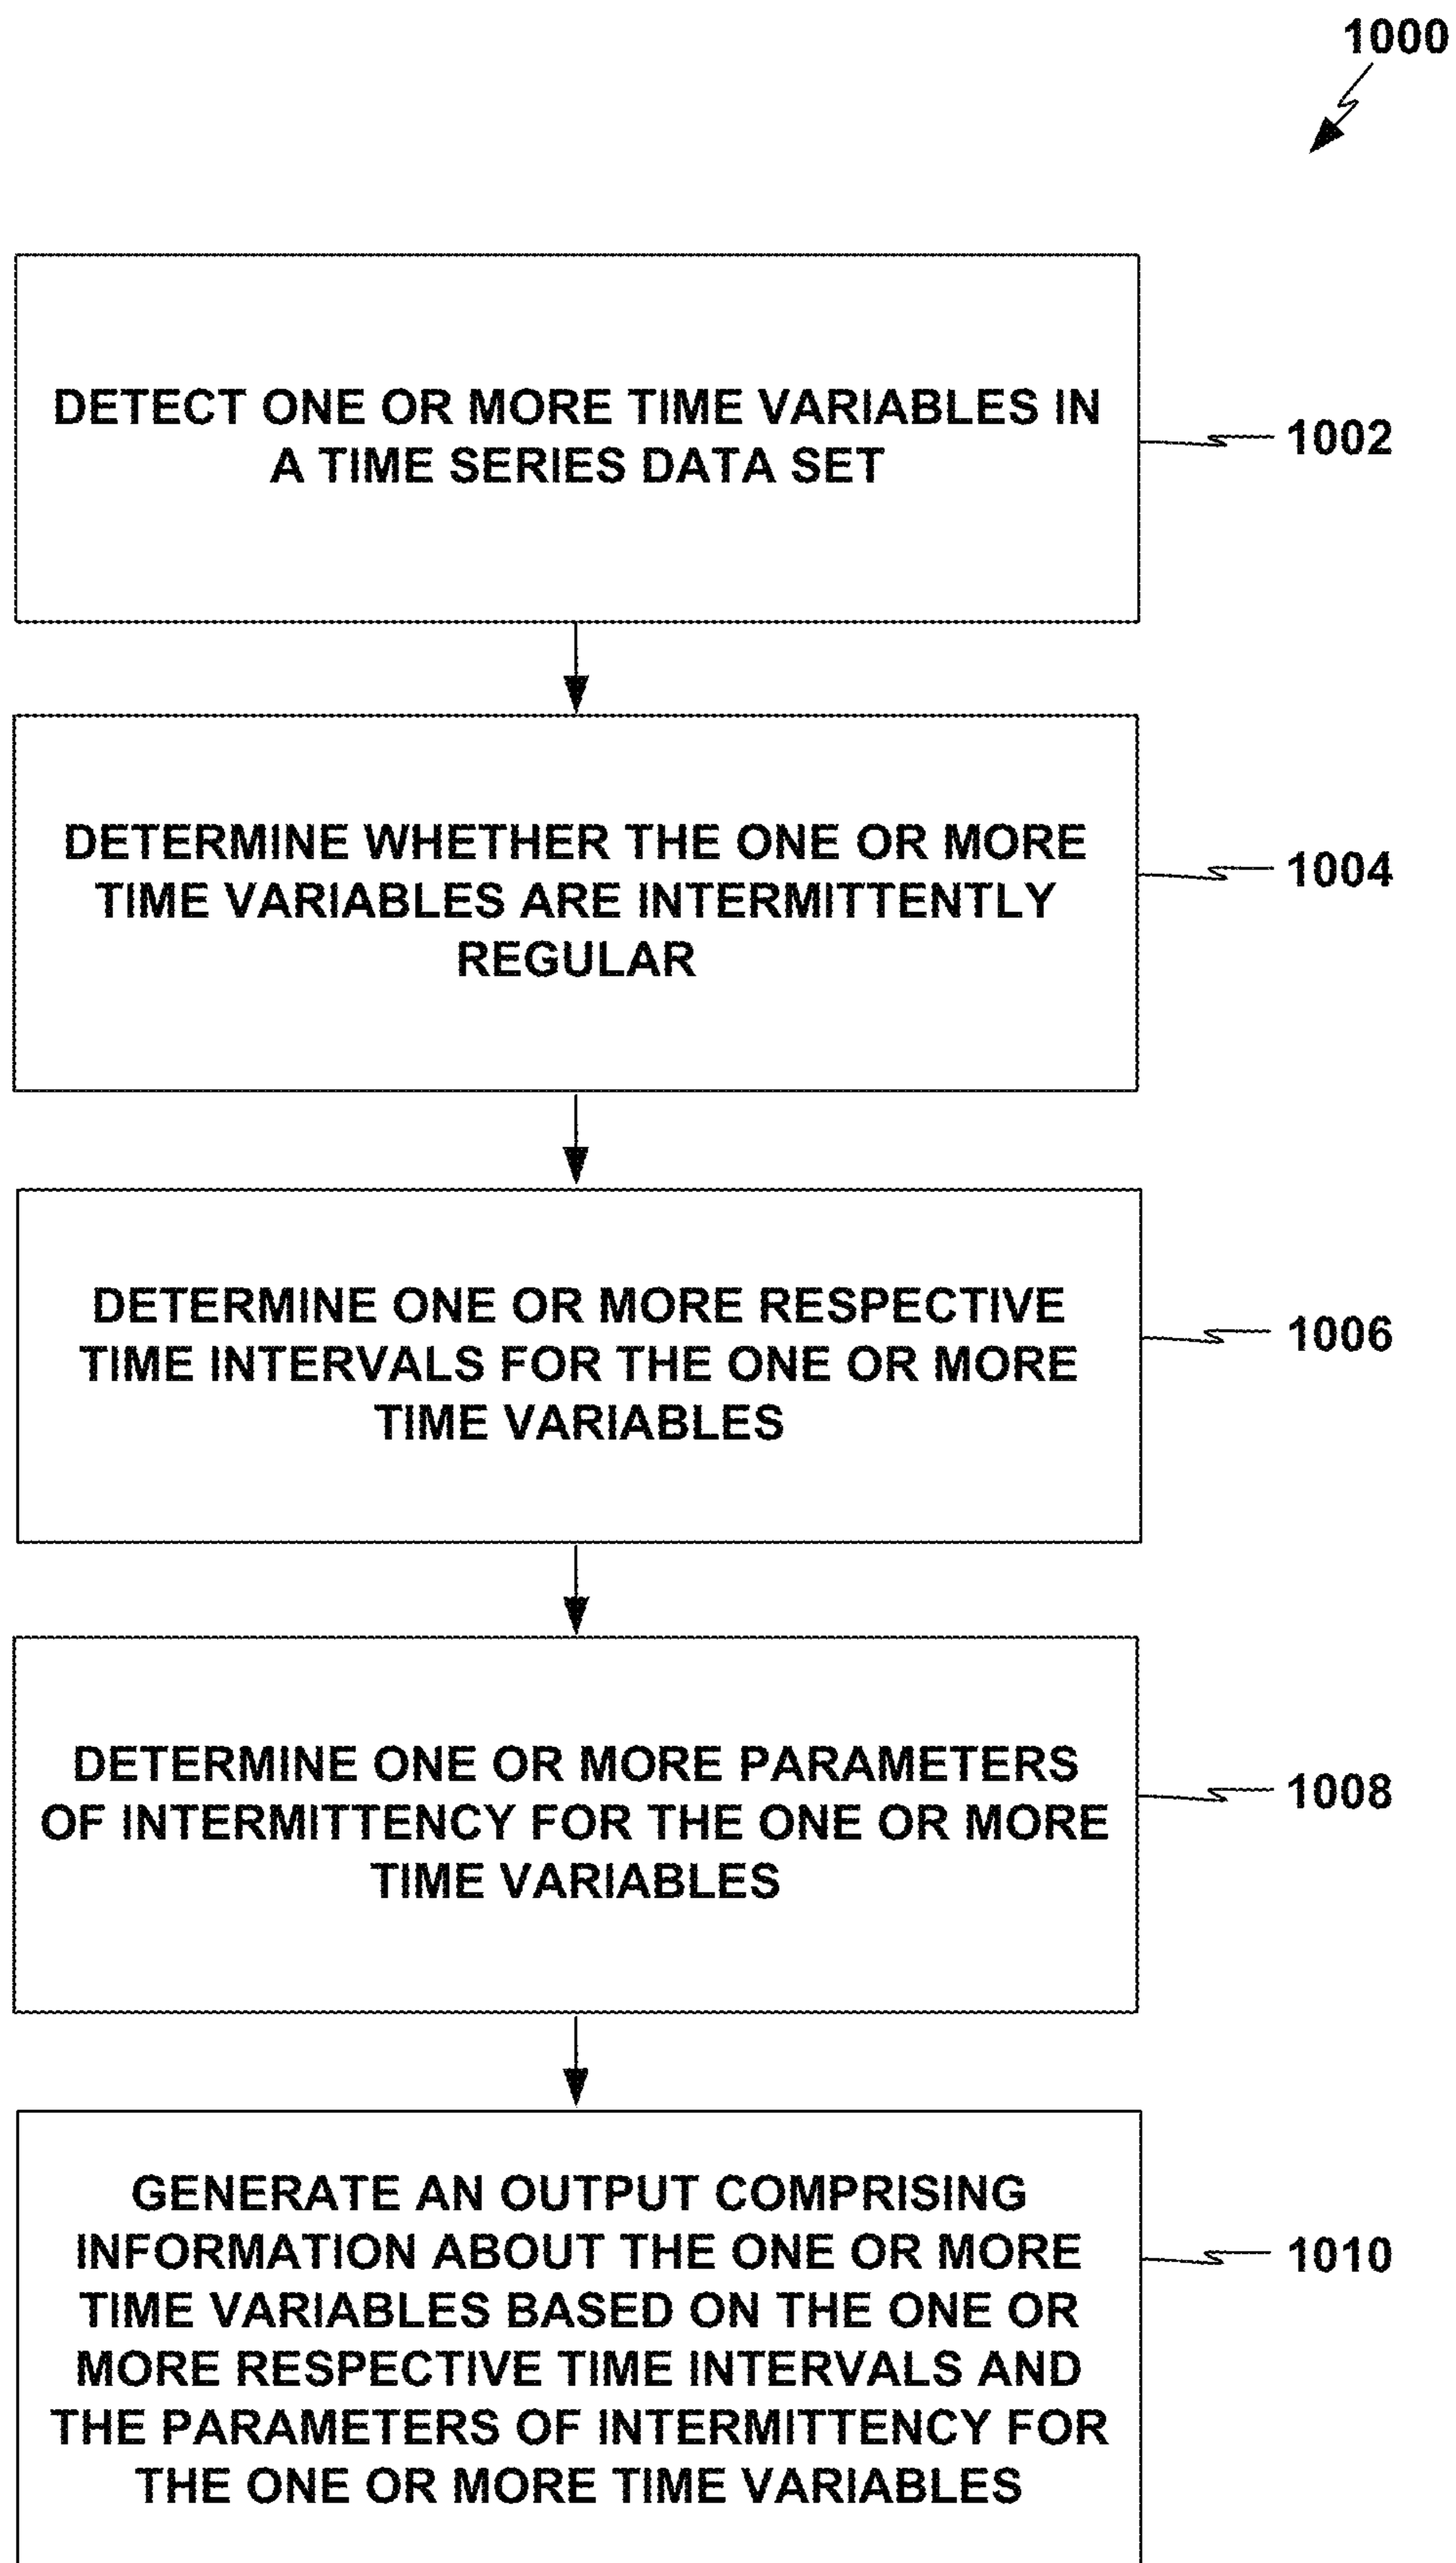 1000
DETECT ONE OR MORE TIME VARIABLES IN
A TIME SERIES DATA SET
1002
DETERMINE WHETHER THE ONE OR MORE
TIME VARIABLES ARE INTERMITTENTLY
REGULAR
1004
DETERMINE ONE OR MORE RESPECTIVE
TIME INTERVALS FOR THE ONE OR MORE
TIME VARIABLES
1006
DETERMINE ONE OR MORE PARAMETERS
OF INTERMITTENCY FOR THE ONE OR MORE
TIME VARIABLES
1008
GENERATE AN OUTPUT COMPRISING
INFORMATION ABOUT THE ONE OR MORE
TIME VARIABLES BASED ON THE ONE OR
MORE RESPECTIVE TIME INTERVALS AND
THE PARAMETERS OF INTERMITTENCY FOR
THE ONE OR MORE TIME VARIABLES
1010